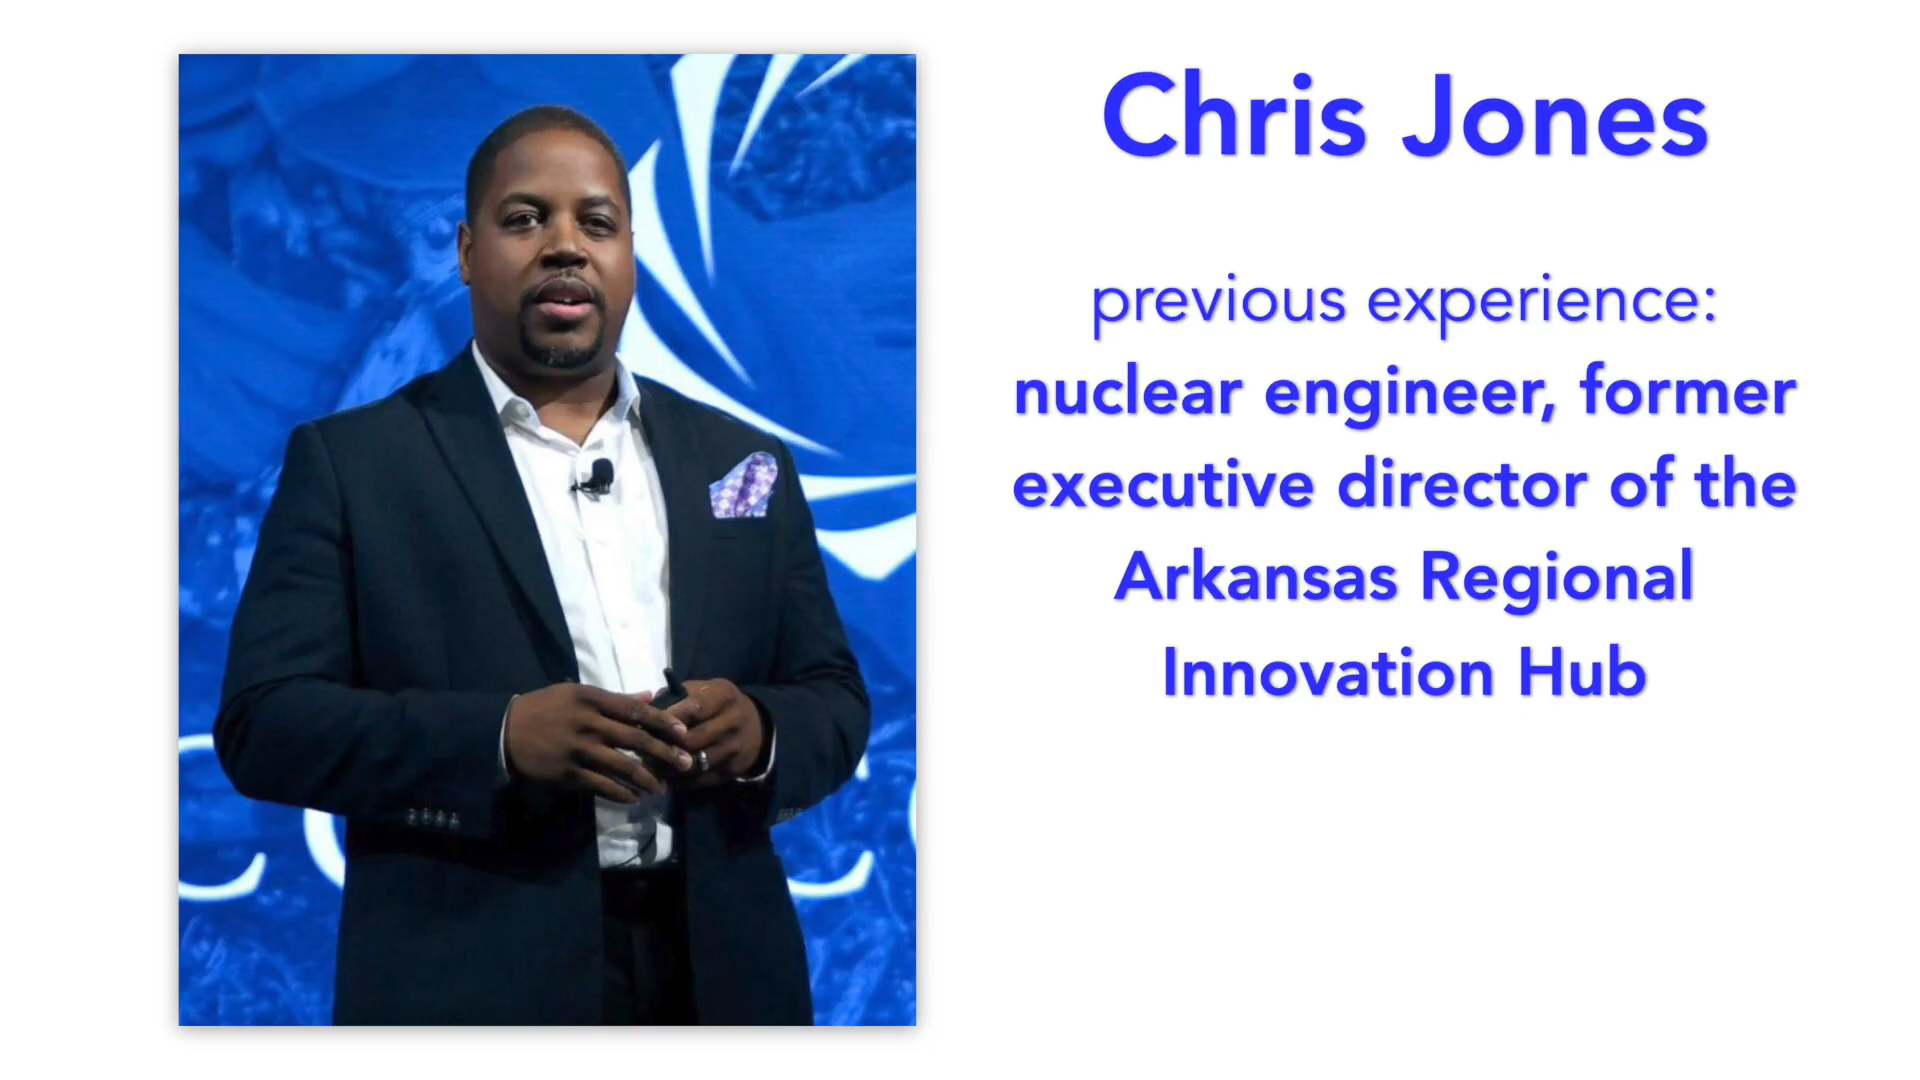 Chris Jones
previous experience:
nuclear engineer, former
executive director of the
Arkansas Regional
Innovation Hub